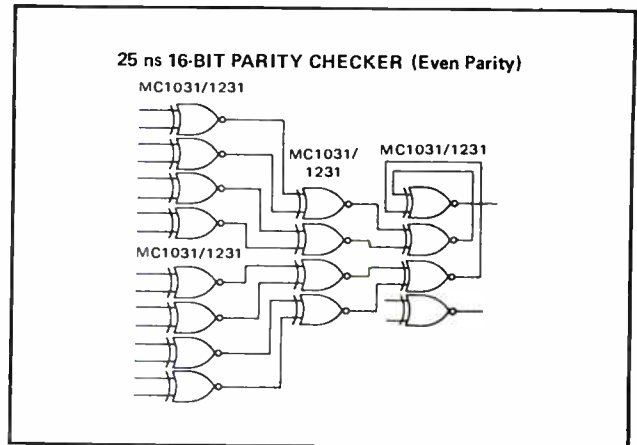 25 ns 16-BIT PARITY CHECKER (Even Parity)
MC1031/1231
MC1031/
1231
MC1031/1231
MC1031/1231